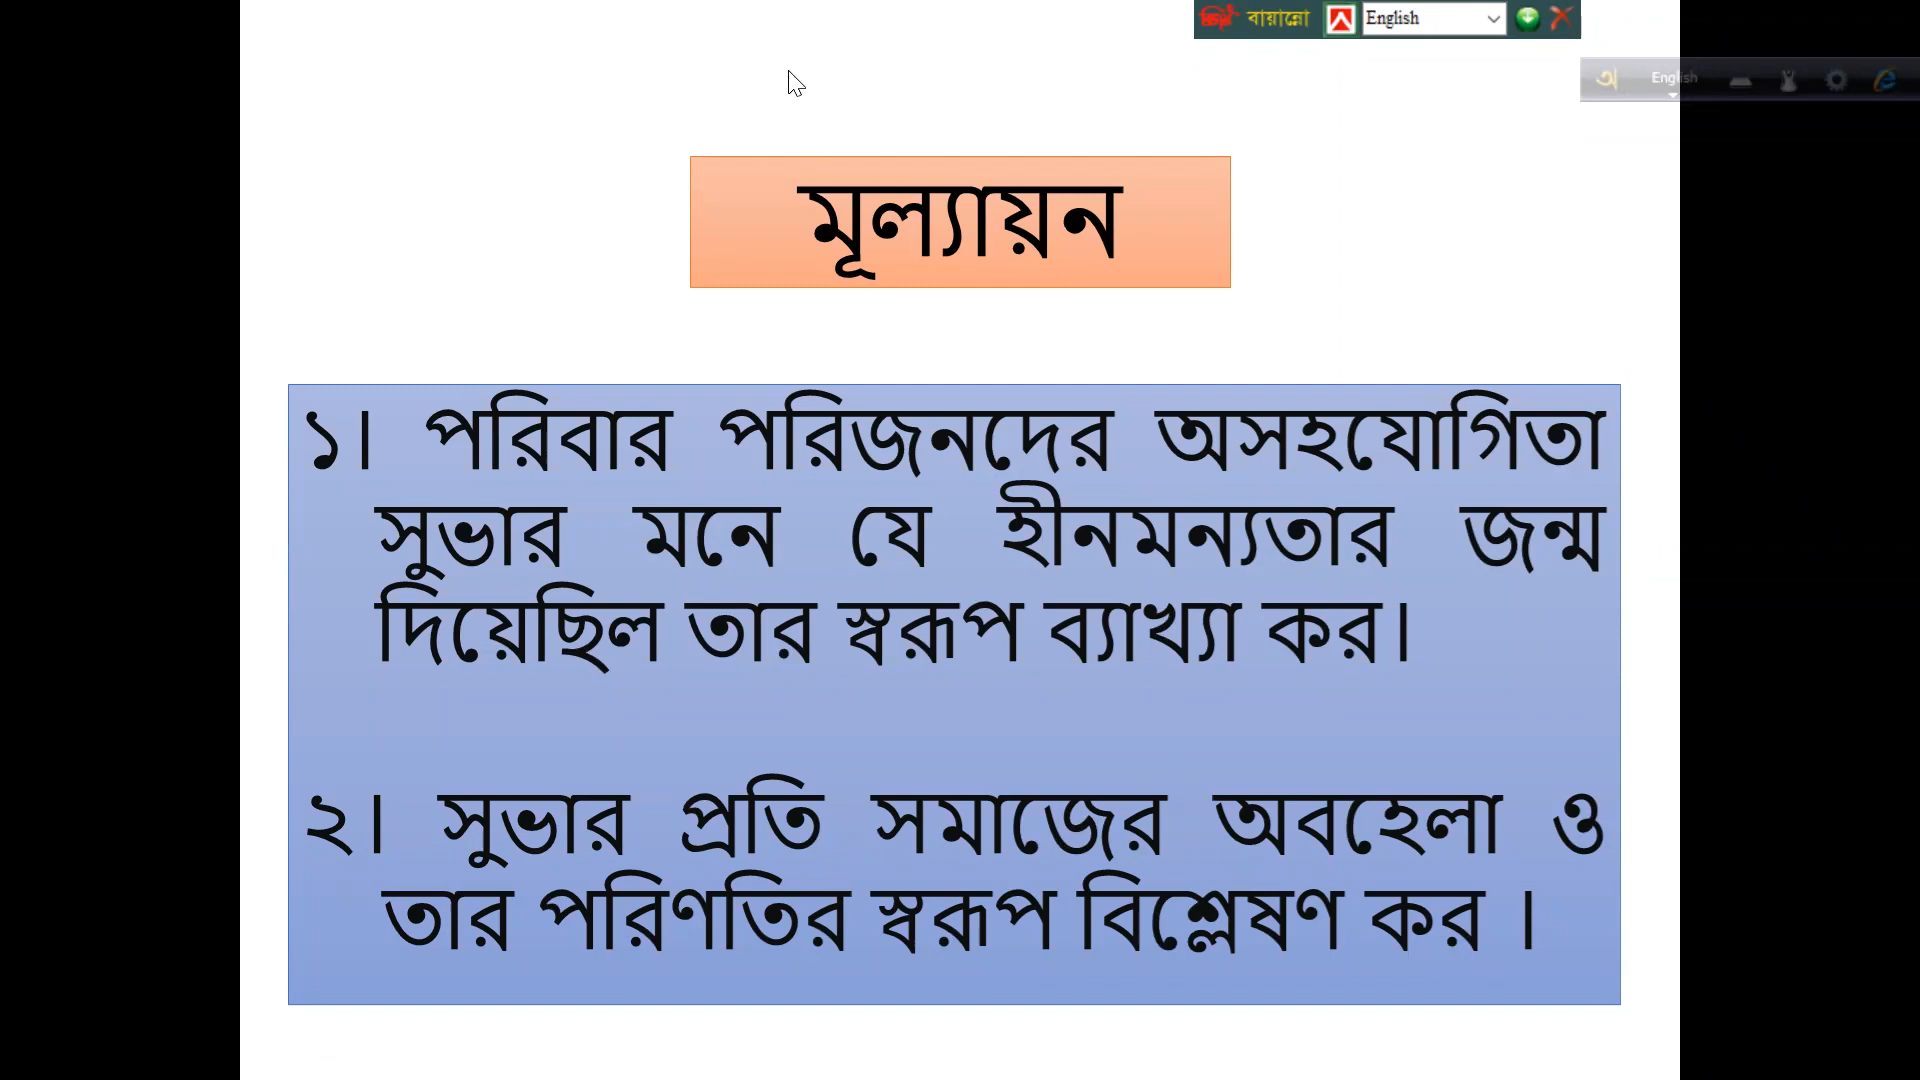 বায়ান্নো English
English
মূল্যায়ন
১। পরিবার পরিজনদের অসহযোগিতা
সুভার মনে যে হীনমন্যতার জন্ম
দিয়েছিল তার স্বরূপ ব্যাখ্যা কর।
২। সুভার প্রতি সমাজের অবহেলা ও
তার পরিণতির স্বরূপ বিশ্লেষণ কর ।